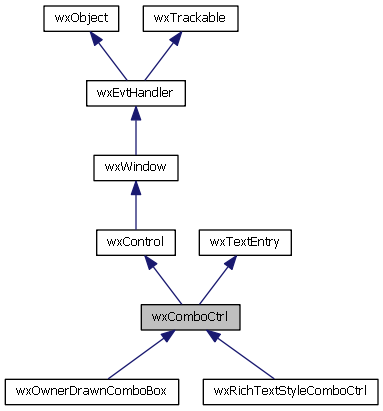 wxObject
wxTrackable
wxEvtHandler
wxWindow
wxControl
wxTextEntry
wxComboCtrl
wxOwnerDrawnComboBox
wxRichTextStyleComboCtrl